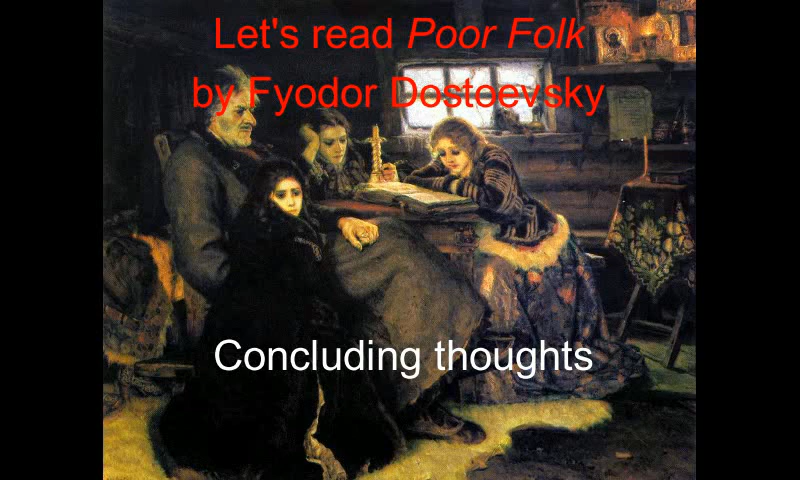 Let's read Poor Folk
by Fyodor Dostoevsky
Concluding thoughts